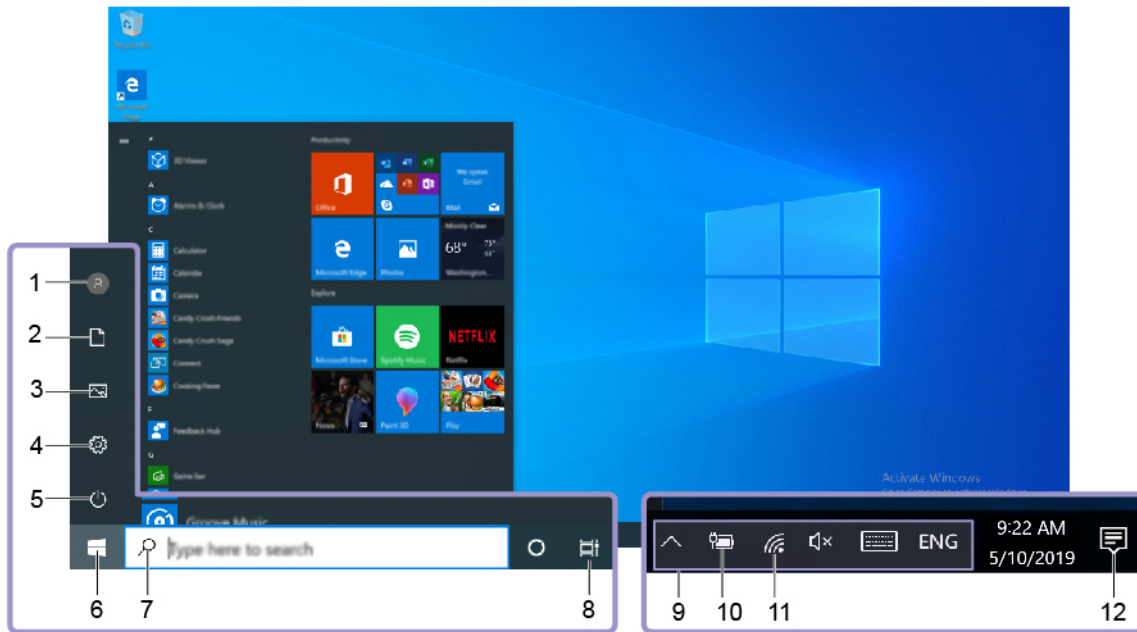 Recycle Bin
Microsoft
Edge
Productivity
3D Viewer
We speak
Email
A
Office
Mail
Alarms & Clock
Mostly Clear
C
68°
Calculator
Microsoft Edge
Photos
Washington...
Calendar
Explore
Camera
Candy Crush Friends
NETFLIX
Candy Crush Saga
Microsoft Store
Spotify Music
Netflix
Connect
Cooking Fever
F
News
Paint 3D
Play
Feedback Hub
G
Game bar
Activate Windows
Groove Music
Type here to search
ENG
9:22 AM
5/10/2019
1
2
3
4
5
6
7
8
9
10
11
12